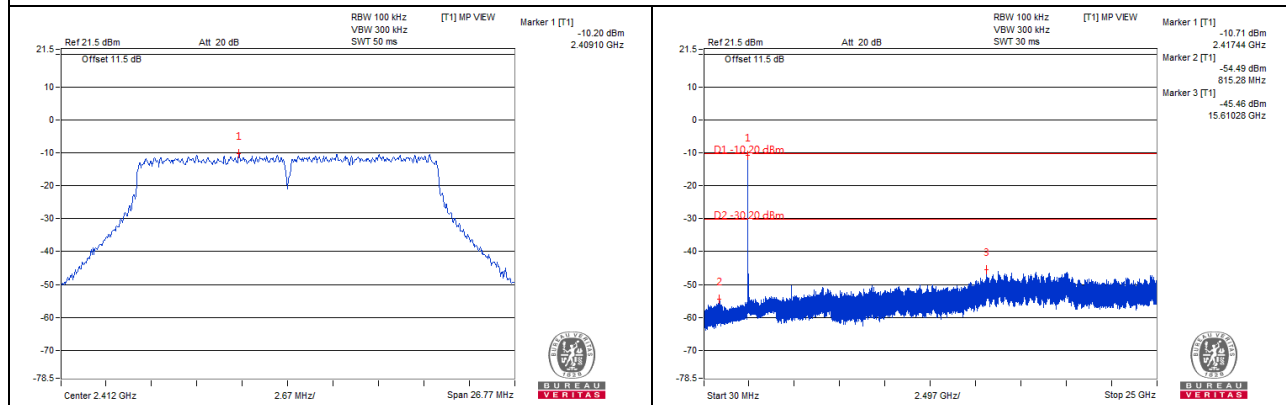 RBW 100 kHz [T1] MP VIEW
VBW 300 kHz
Ref 21.5 dBm Att 20 dB SWT 50 ms
Marker 1 [T1]
-10.20 dBm
2.40910 GHz
21.5
Offset 11.5 dB
10
0
1
-10
-20
-30
-40
-50
-60
-70
-78.5
Center 2.412 GHz 2.67 MHz/ Span 26.77 MHz
BUREAU VERITAS
1828
BUREAU
VERITAS
RBW 100 kHz [T1] MP VIEW
VBW 300 kHz
Ref 21.5 dBm Att 20 dB SWT 30 ms
Marker 1 [T1]
-10.71 dBm
2.41744 GHz
Marker 2 [T1]
-54.49 dBm
815.28 MHz
Marker 3 [T1]
-45.46 dBm
15.61028 GHz
21.5
Offset 11.5 dB
10
0
1
-10
D1 -10.20 dBm
-20
-30
D2 -30.20 dBm
-40
3
-50
2
-60
-70
-78.5
Start 30 MHz 2.497 GHz/ Stop 25 GHz
BUREAU VERITAS
1828
BUREAU
VERITAS